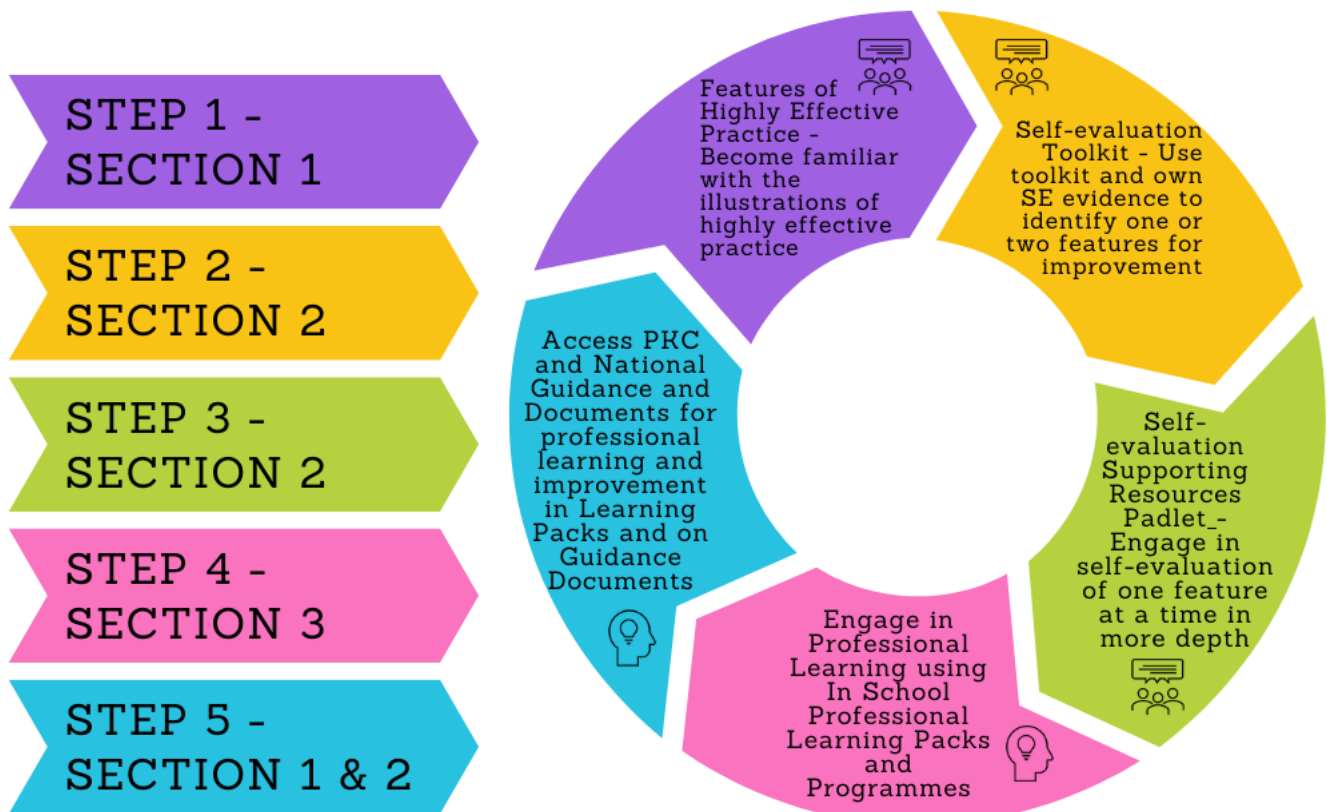 STEP 1 -
SECTION 1
STEP 2 -
SECTION 2
STEP 3 -
SECTION 2
STEP 4 -
SECTION 3
STEP 5 -
SECTION 1 & 2
Features of
Highly Effective
Practice -
Become familiar
with the
illustrations of
highly effective
practice
Self-evaluation
Toolkit - Use
toolkit and own
SE evidence to
identify one or
two features for
improvement
Self-
evaluation
Supporting
Resources
Padlet_-
Engage in
self-evaluation
of one feature
at a time in
more depth
Engage in
Professional
Learning using
In School
Professional
Learning Packs
and
Programmes
Access PKC
and National
Guidance and
Documents for
professional
learning and
improvement
in Learning
Packs and on
Guidance
Documents